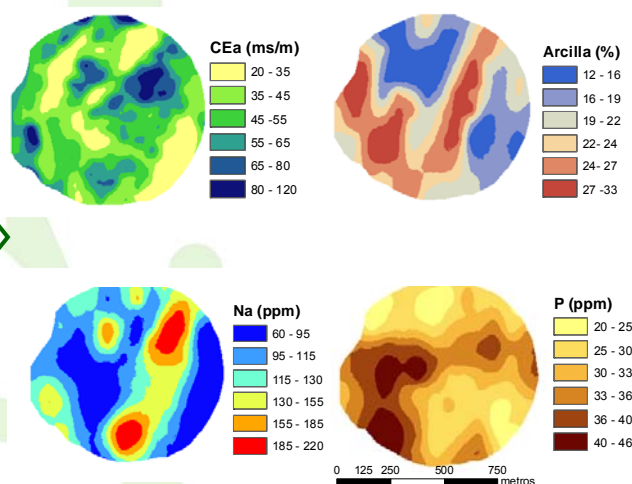 CEa (ms/m)
20 - 35
35 - 45
45 - 55
55 - 65
65 - 80
80 - 120
Arcilla (%)
12 - 16
16 - 19
19 - 22
22 - 24
24 - 27
27 -33
Na (ppm)
60 - 95
95 - 115
115 - 130
130 - 155
155 - 185
185 - 220
P (ppm)
20 - 25
25 - 30
30 - 33
33 - 36
36 - 40
40 - 46
0 125 250 500 750
metros